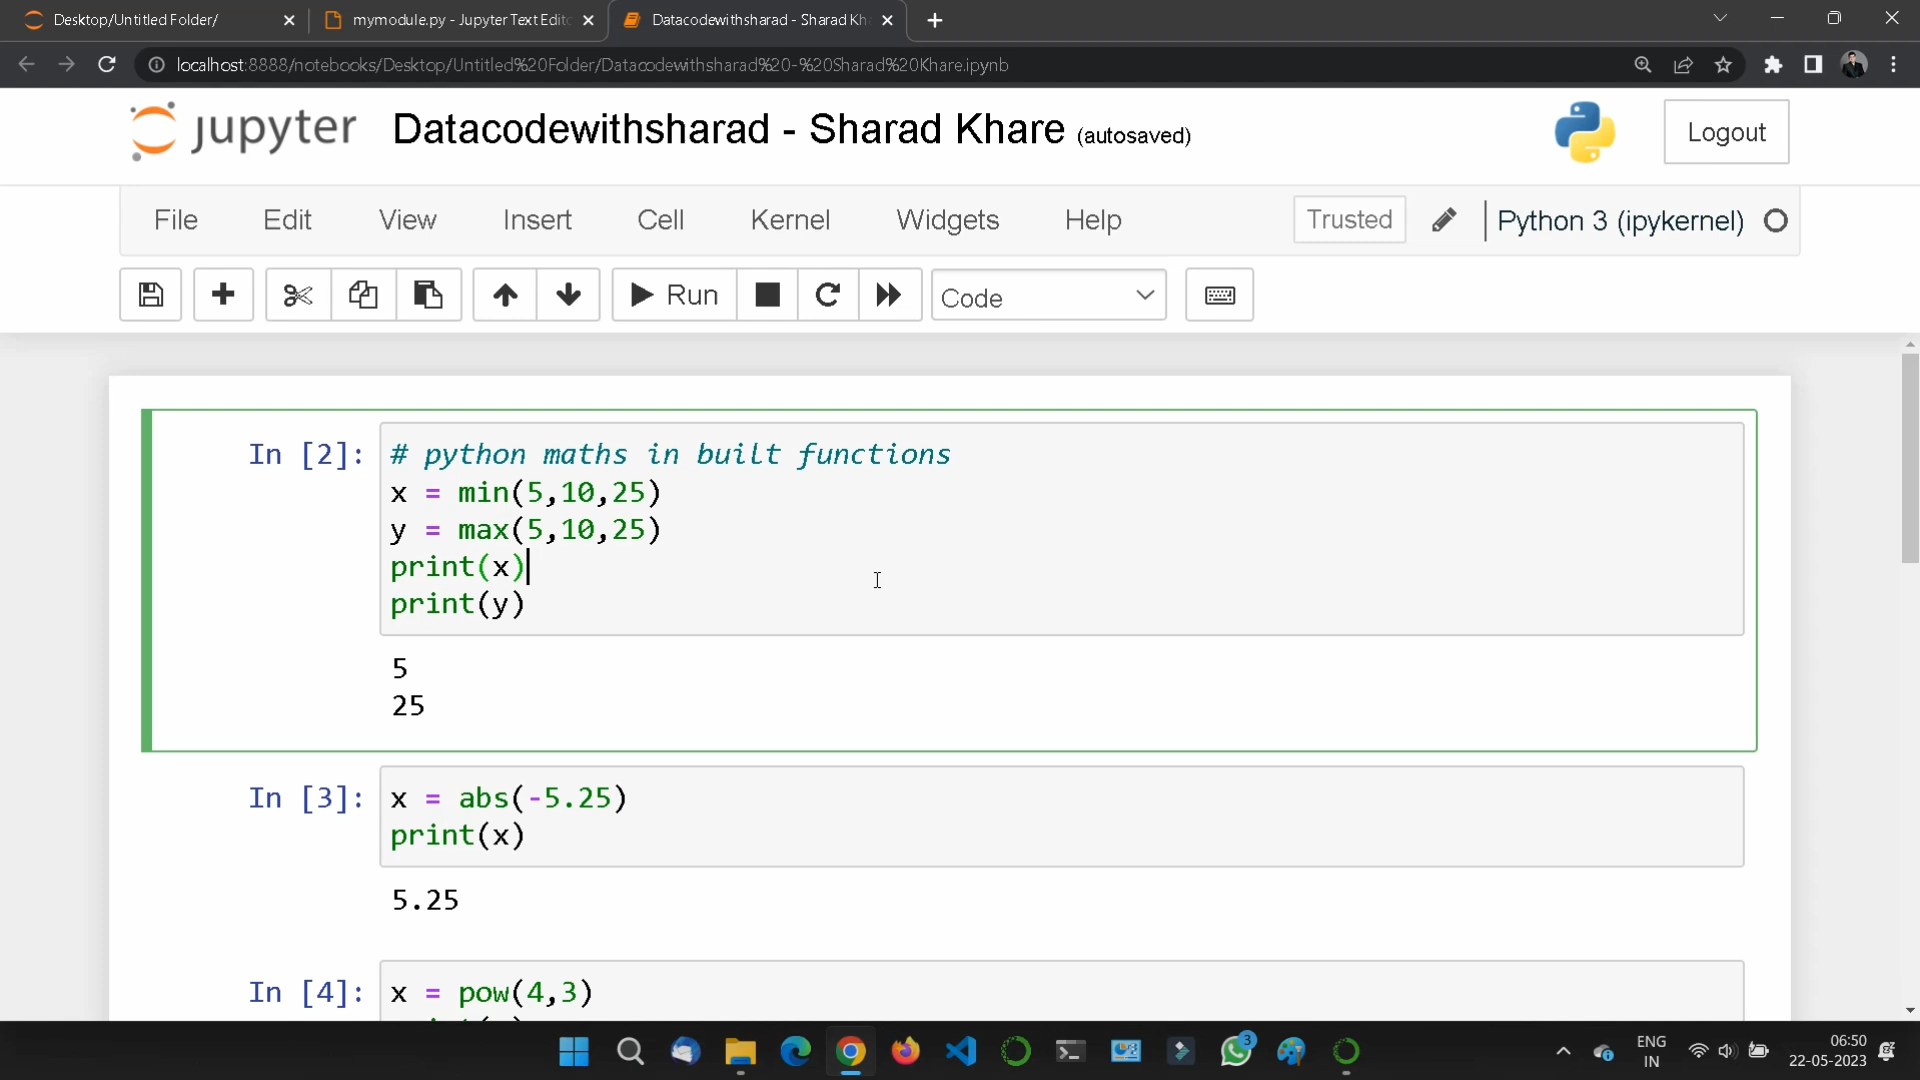 Desktop/Untitled Folder/
mymodule.py - Jupyter Text Edito
Datacodewithsharad - Sharad Kha
localhost:8888/notebooks/Desktop/Untitled%20Folder/Datacodewithsharad%20-%20Sharad%20Khare.ipynb
jupyter Datacodewithsharad - Sharad Khare (autosaved)
Logout
File Edit View Insert Cell Kernel Widgets Help Trusted Python 3 (ipykernel)
Run Code
In [2]: # python maths in built functions
x = min(5,10,25)
y = max(5,10,25)
print(x)
print(y)
5
25
In [3]: x = abs(-5.25)
print(x)
5.25
In [4]: x = pow(4,3)
3
ENG
IN
06:50
22-05-2023